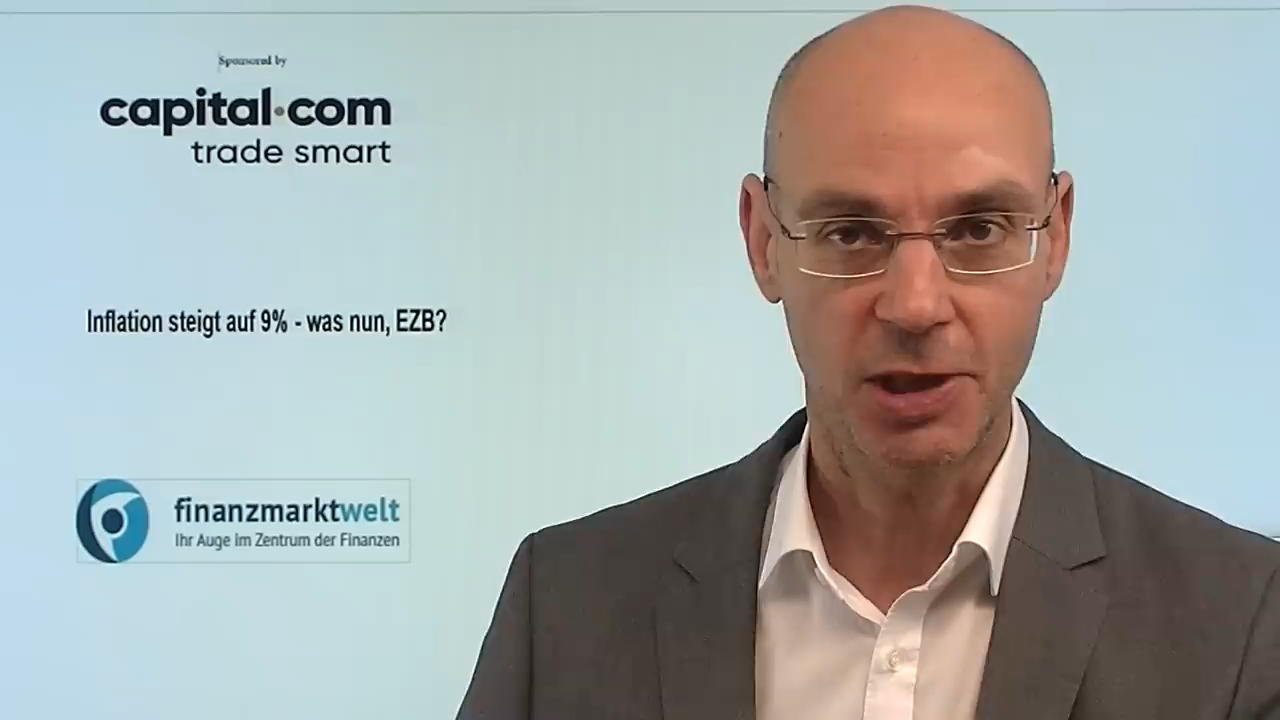 Sponsored by
capital.com
trade smart
Inflation steigt auf 9% - was nun, EZB?
finanzmarktwelt
Ihr Auge im Zentrum der Finanzen